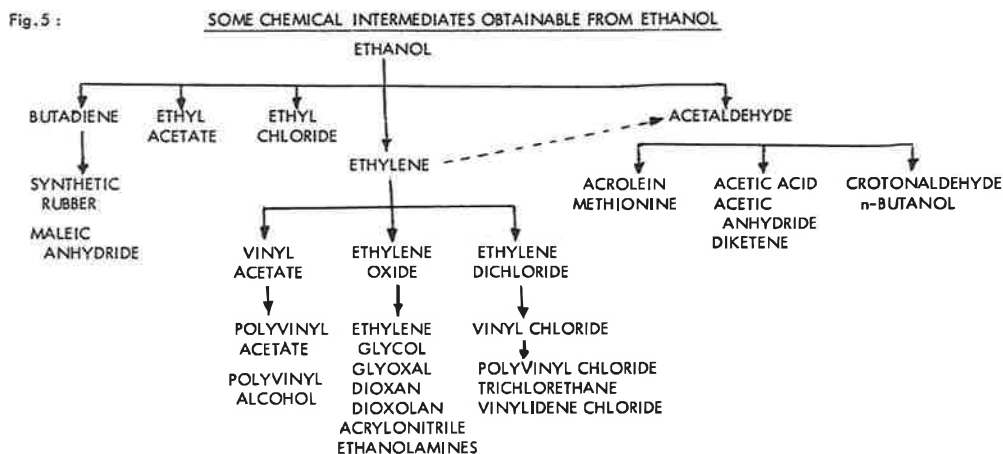 Fig.5 : SOME CHEMICAL INTERMEDIATES OBTAINABLE FROM ETHANOL
ETHANOL
BUTADIENE
ETHYL
ACETATE
ETHYL
CHLORIDE
ACETALDEHYDE
ETHYLENE
SYNTHETIC
RUBBER
MALEIC
ANHYDRIDE
ACROLEIN
METHIONINE
ACETIC ACID
ACETIC
ANHYDRIDE
DIKETENE
CROTONALDEHYDE
n-BUTANOL
VINYL
ACETATE
ETHYLENE
OXIDE
ETHYLENE
DICHLORIDE
POLYVINYL
ACETATE
POLYVINYL
ALCOHOL
ETHYLENE
GLYCOL
GLYOXAL
DIOXAN
DIOXOLAN
ACRYLONITRILE
ETHANOLAMINES
VINYL CHLORIDE
POLYVINYL CHLORIDE
TRICHLORETHANE
VINYLIDENE CHLORIDE